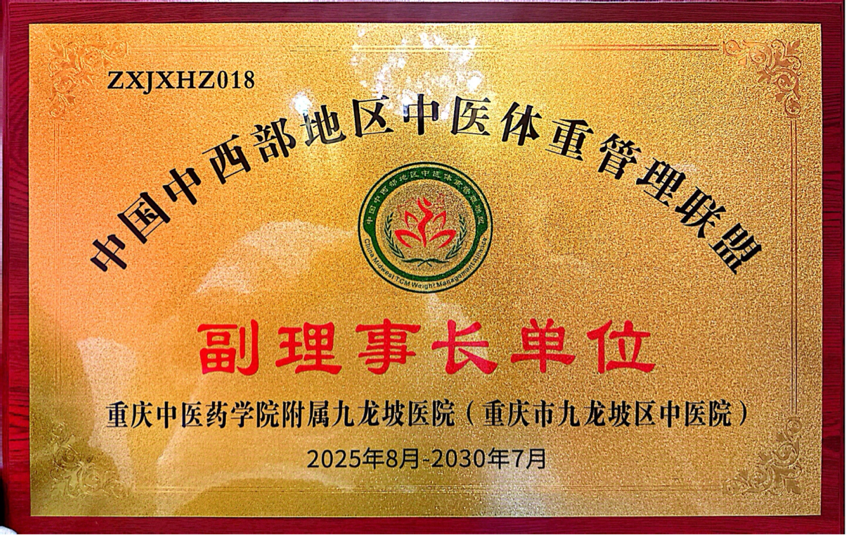 ZXJXHZ018
中国中西部地区中医体重管理联盟
副理事长单位
重庆中医药学院附属九龙坡医院（重庆市九龙坡区中医院）
2025年8月-2030年7月